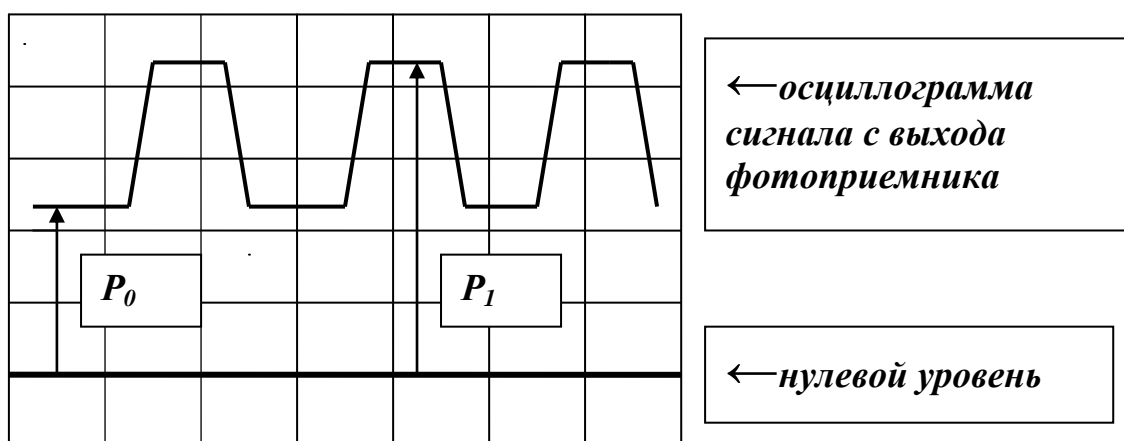 ←осциллограмма
сигнала с выхода
фотоприемника
P₀
P₁
←нулевой уровень